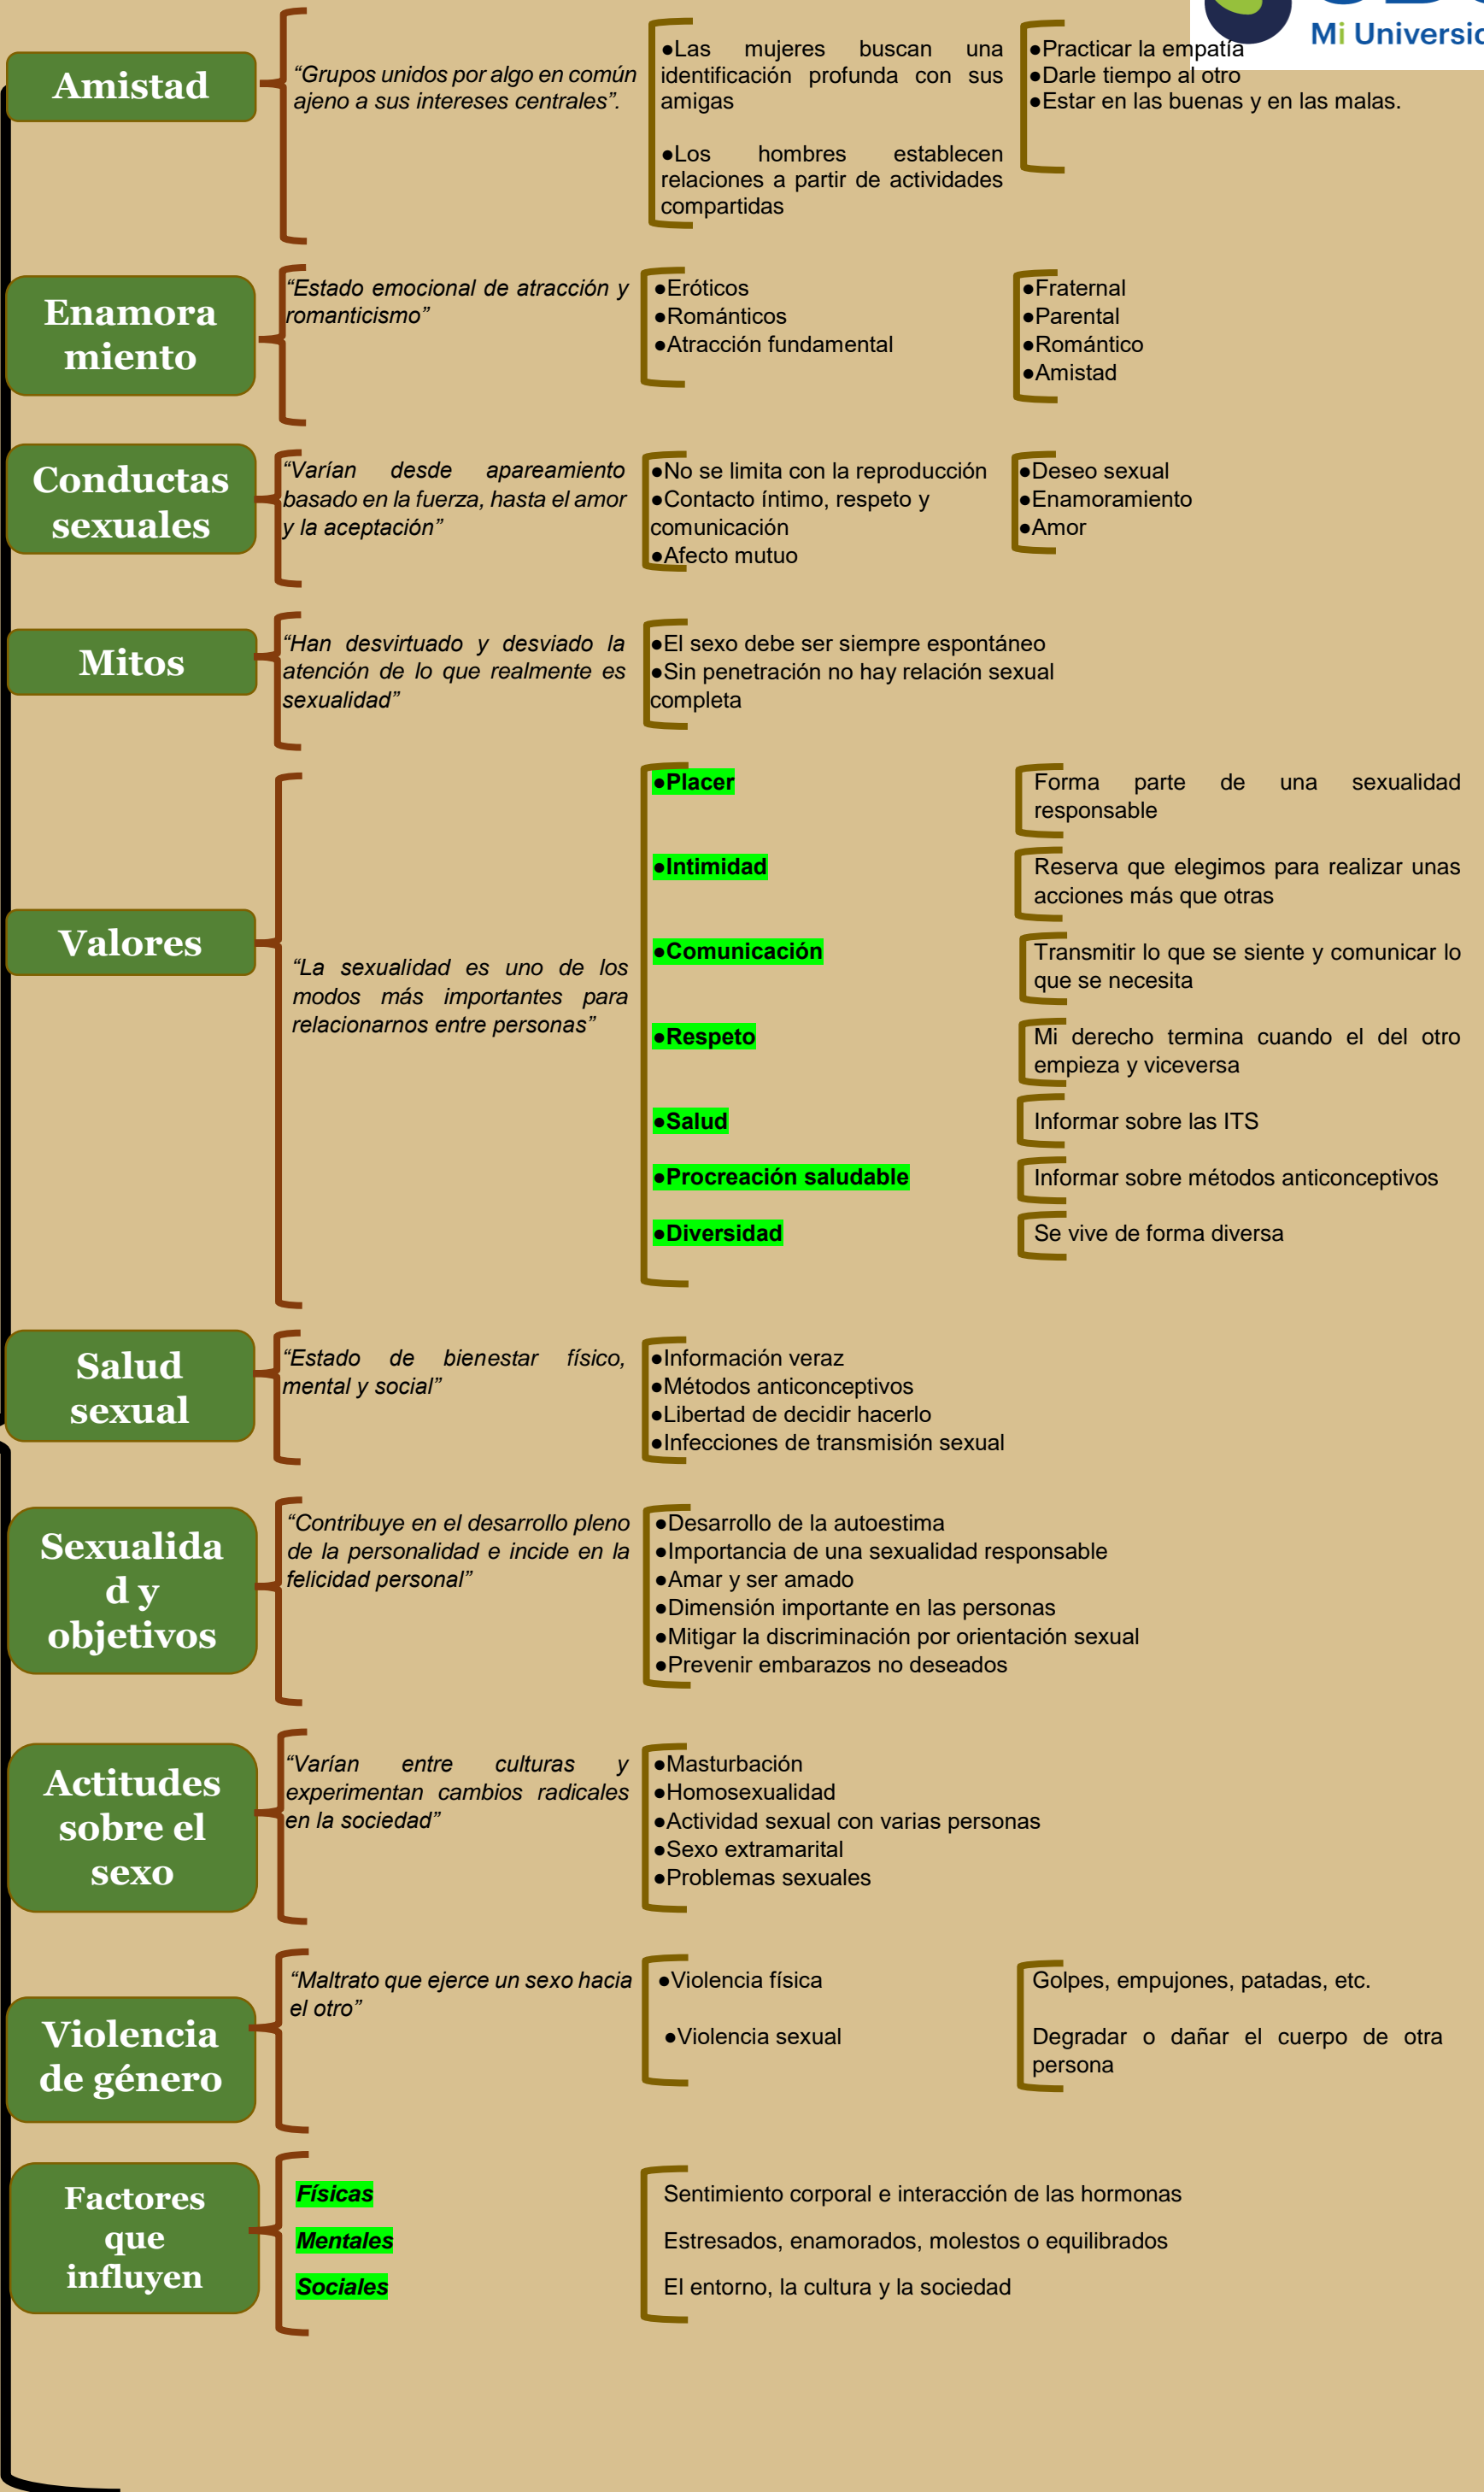 Mi Universid
Amistad
“Grupos unidos por algo en común
ajeno a sus intereses centrales”.
●Las mujeres buscan una
identificación profunda con sus
amigas
●Los hombres establecen
relaciones a partir de actividades
compartidas
●Practicar la empatía
●Darle tiempo al otro
●Estar en las buenas y en las malas.
Enamora
miento
“Estado emocional de atracción y
romanticismo”
●Eróticos
●Románticos
●Atracción fundamental
●Fraternal
●Parental
●Romántico
●Amistad
Conductas
sexuales
“Varían desde apareamiento
basado en la fuerza, hasta el amor
y la aceptación”
●No se limita con la reproducción
●Contacto íntimo, respeto y
comunicación
●Afecto mutuo
●Deseo sexual
●Enamoramiento
●Amor
Mitos
“Han desvirtuado y desviado la
atención de lo que realmente es
sexualidad”
●El sexo debe ser siempre espontáneo
●Sin penetración no hay relación sexual
completa
Valores
“La sexualidad es uno de los
modos más importantes para
relacionarnos entre personas”
●Placer
Forma parte de una sexualidad
responsable
●Intimidad
Reserva que elegimos para realizar unas
acciones más que otras
●Comunicación
Transmitir lo que se siente y comunicar lo
que se necesita
●Respeto
Mi derecho termina cuando el del otro
empieza y viceversa
●Salud
Informar sobre las ITS
●Procreación saludable
Informar sobre métodos anticonceptivos
●Diversidad
Se vive de forma diversa
Salud
sexual
“Estado de bienestar físico,
mental y social”
●Información veraz
●Métodos anticonceptivos
●Libertad de decidir hacerlo
●Infecciones de transmisión sexual
Sexualida
d y
objetivos
“Contribuye en el desarrollo pleno
de la personalidad e incide en la
felicidad personal”
●Desarrollo de la autoestima
●Importancia de una sexualidad responsable
●Amar y ser amado
●Dimensión importante en las personas
●Mitigar la discriminación por orientación sexual
●Prevenir embarazos no deseados
Actitudes
sobre el
sexo
“Varían entre culturas y
experimentan cambios radicales
en la sociedad”
●Masturbación
●Homosexualidad
●Actividad sexual con varias personas
●Sexo extramarital
●Problemas sexuales
Violencia
de género
“Maltrato que ejerce un sexo hacia
el otro”
●Violencia física
●Violencia sexual
Golpes, empujones, patadas, etc.
Degradar o dañar el cuerpo de otra
persona
Factores
que
influyen
Físicas
Sentimiento corporal e interacción de las hormonas
Mentales
Estresados, enamorados, molestos o equilibrados
Sociales
El entorno, la cultura y la sociedad